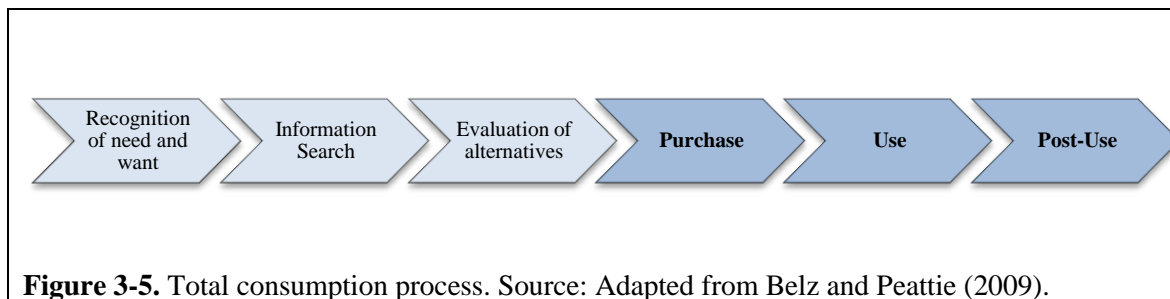 Recognition
of need and
want
Information
Search
Evaluation of
alternatives
Purchase
Use
Post-Use
Figure 3-5. Total consumption process. Source: Adapted from Belz and Peattie (2009).